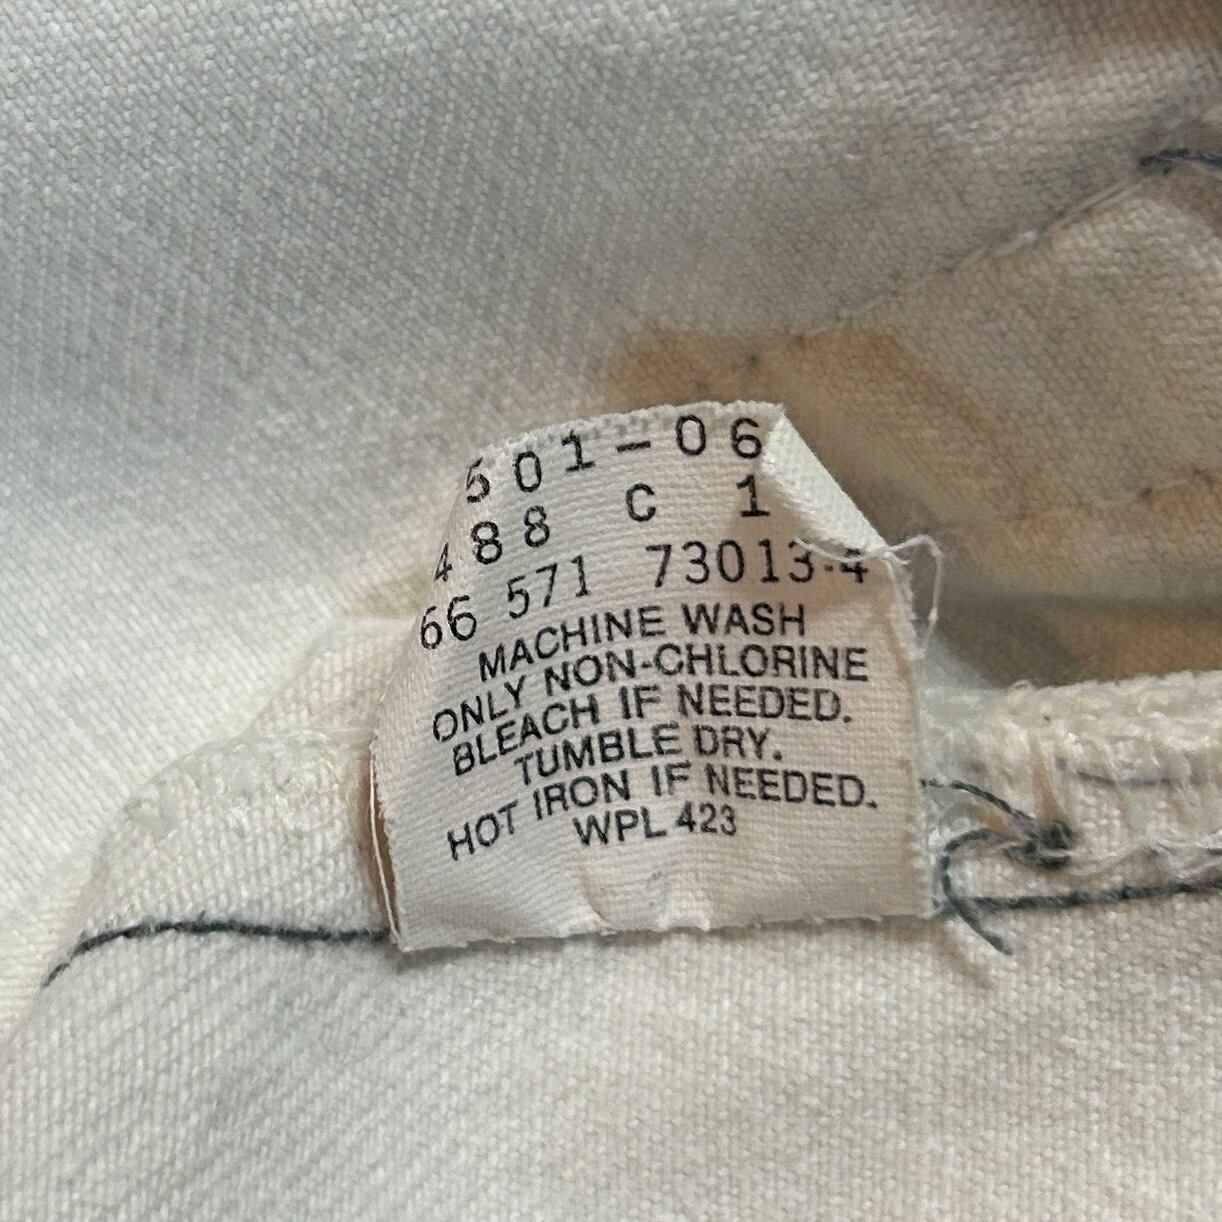 501-06
488 C 1
66 571 73013-4
MACHINE WASH
ONLY NON-CHLORINE
BLEACH IF NEEDED.
TUMBLE DRY.
HOT IRON IF NEEDED.
WPL 423